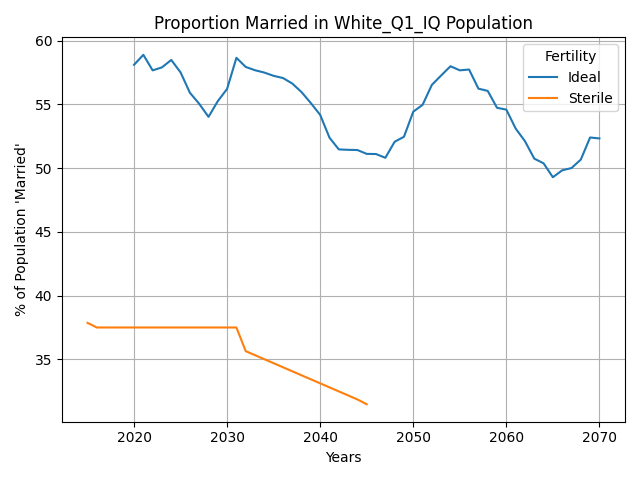 Proportion Married in White_Q1_IQ Population
% of Population 'Married'
60
55
50
45
40
35
Fertility
Ideal
Sterile
2020 2030 2040 2050 2060 2070
Years